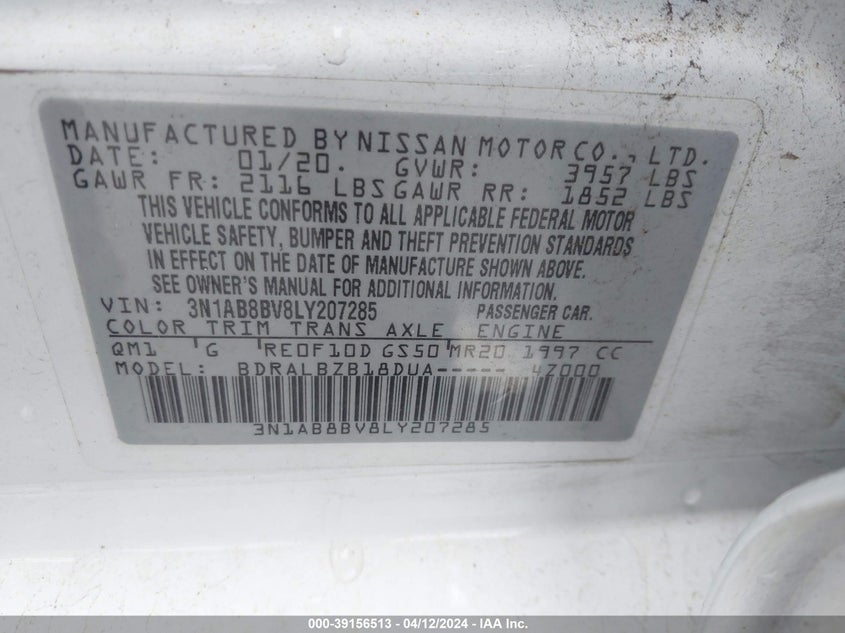 MANUFACTURED BY NISSAN MOTOR CO., LTD.
DATE: 01/20. GVWR: 3957 LBS
GAWR FR: 2116 LBS GAWR RR: 1852 LBS
THIS VEHICLE CONFORMS TO ALL APPLICABLE FEDERAL MOTOR
VEHICLE SAFETY, BUMPER AND THEFT PREVENTION STANDARDS
IN EFFECT ON THE DATE OF MANUFACTURE SHOWN ABOVE.
SEE OWNER'S MANUAL FOR ADDITIONAL INFORMATION.
VIN: 3N1AB8BV8LY207285 PASSENGER CAR.
COLOR TRIM TRANS AXLE ENGINE
QM1 G RE0F10D GS50 MR20 1997 CC
MODEL: BDRALBZB18DUA----- 4Z000
3N1AB8BV8LY207285
000-39156513 - 04/12/2024 - IAA Inc.